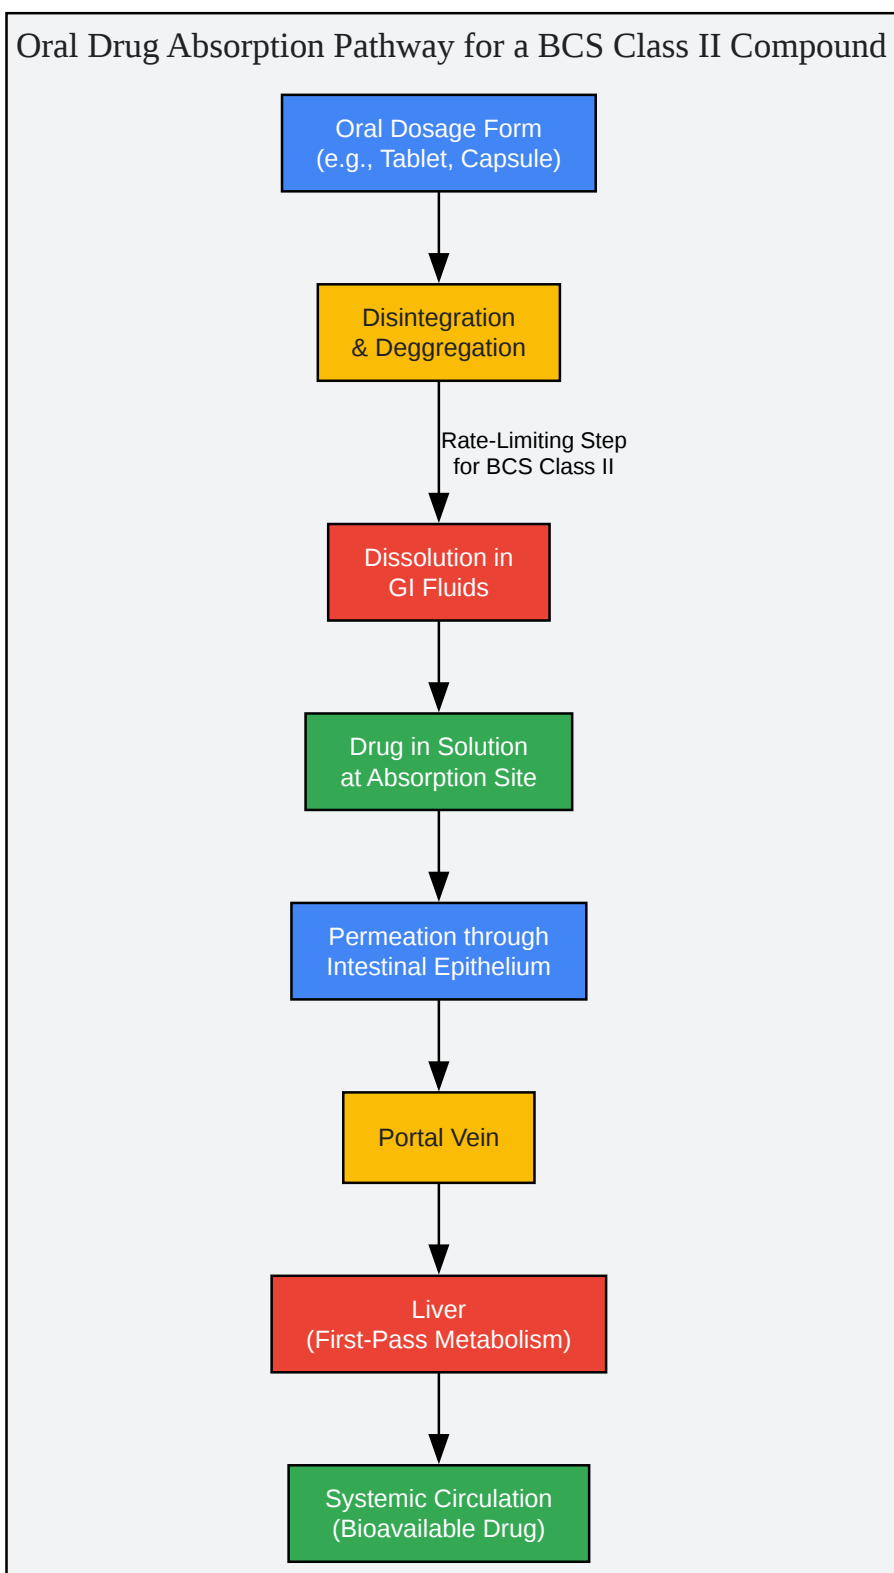 Oral Drug Absorption Pathway for a BCS Class II Compound
Oral Dosage Form
(e.g., Tablet, Capsule)
Disintegration
& Deggregation
Rate-Limiting Step
for BCS Class II
Dissolution in
GI Fluids
Drug in Solution
at Absorption Site
Permeation through
Intestinal Epithelium
Portal Vein
Liver
(First-Pass Metabolism)
Systemic Circulation
(Bioavailable Drug)